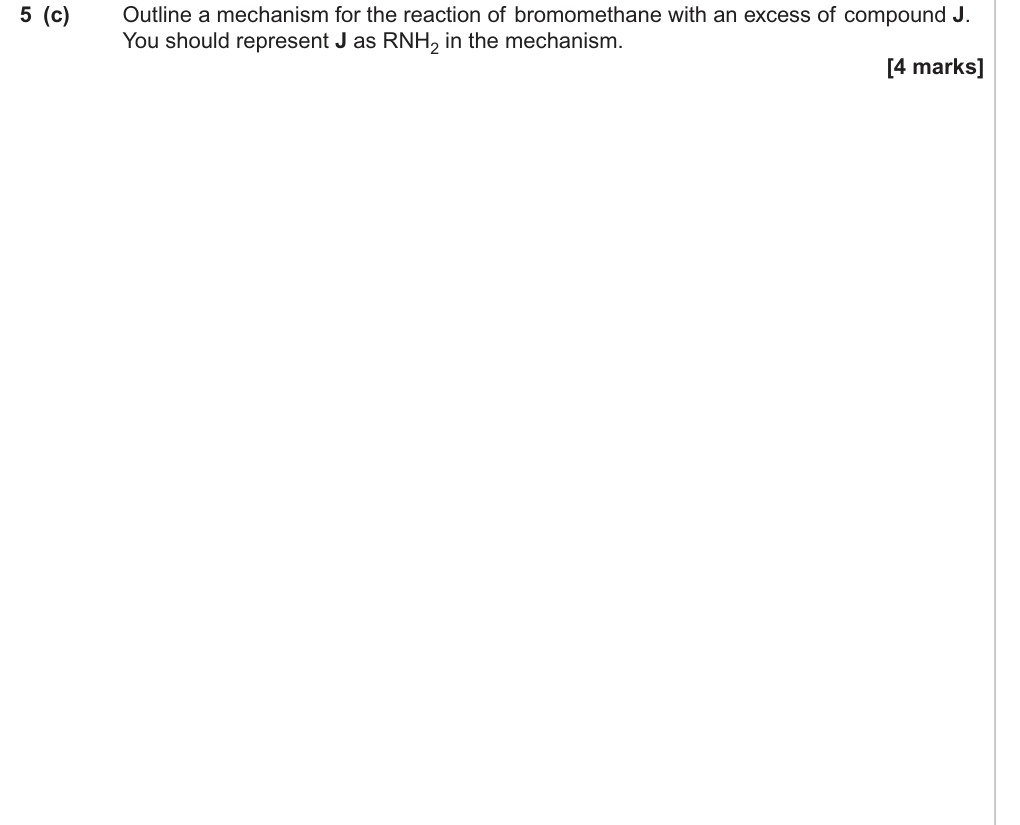 5 (c) Outline a mechanism for the reaction of bromomethane with an excess of compound J.
You should represent J as RNH₂ in the mechanism.
[4 marks]